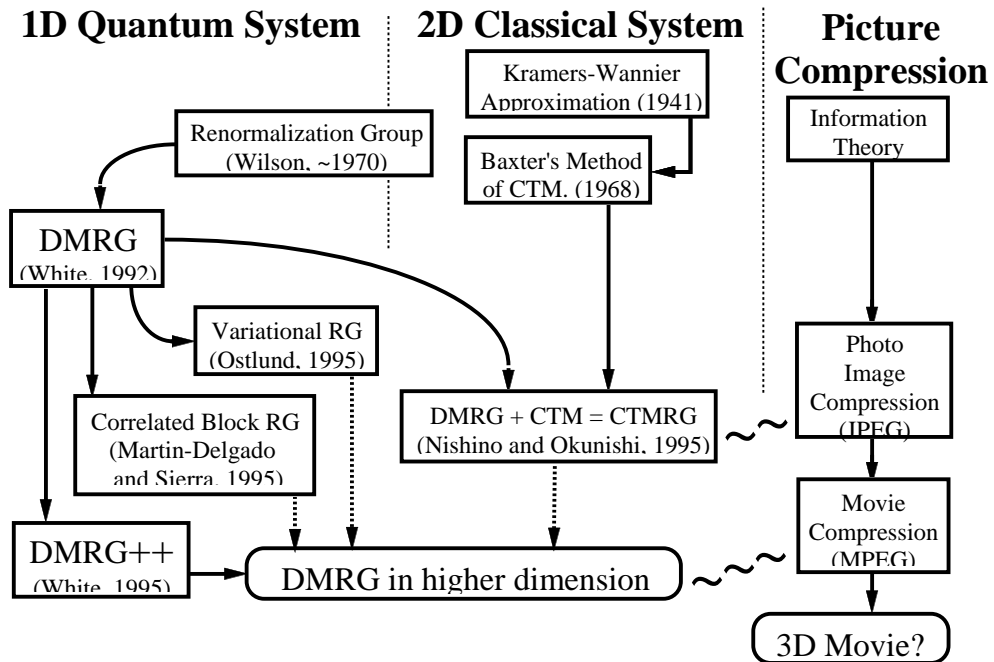 1D Quantum System
2D Classical System
Picture
Compression
Kramers-Wannier
Approximation (1941)
Information
Theory
Renormalization Group
(Wilson, ~1970)
Baxter's Method
of CTM. (1968)
DMRG
(White, 1992)
Variational RG
(Ostlund, 1995)
Photo
Image
Compression
(JPEG)
Correlated Block RG
(Martin-Delgado
and Sierra, 1995)
DMRG + CTM = CTMRG
(Nishino and Okunishi, 1995)
Movie
Compression
(MPEG)
DMRG++
(White, 1995)
DMRG in higher dimension
3D Movie?